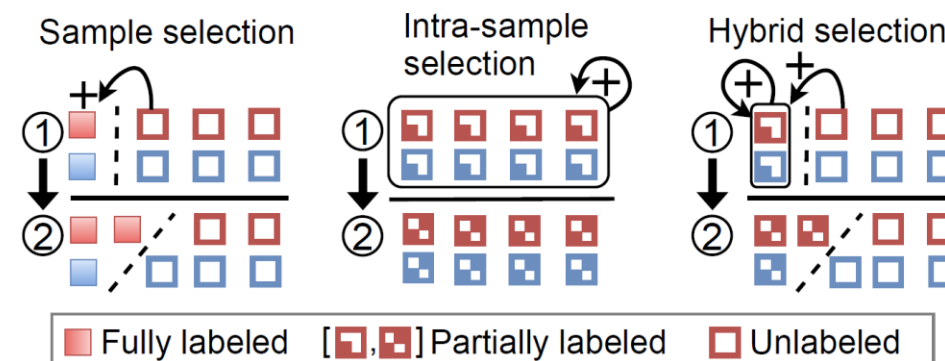 Sample selection
Intra-sample
selection
Hybrid selection
+
+
+
+
1
2
1
2
1
2
Fully labeled
[ , ] Partially labeled
Unlabeled